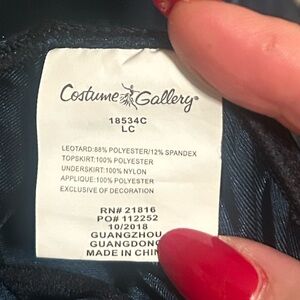 Costume Gallery®
18534C
LC
LEOTARD:88% POLYESTER/12% SPANDEX
TOPSKIRT:100% POLYESTER
UNDERSKIRT:100% NYLON
APPLIQUE:100% POLYESTER
EXCLUSIVE OF DECORATION
RN# 21816
PO# 112252
10/2018
GUANGZHOU
GUANGDONG
MADE IN CHINA